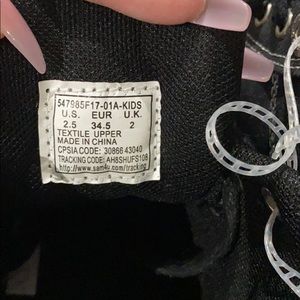 547985F17-01A-KIDS
U.S. EUR U.K.
2.5 34.5 2
TEXTILE UPPER
MADE IN CHINA
CPSIA CODE: 30866 43040
TRACKING CODE: AH8SHUFS108
http://www.sam4u.com/tracking